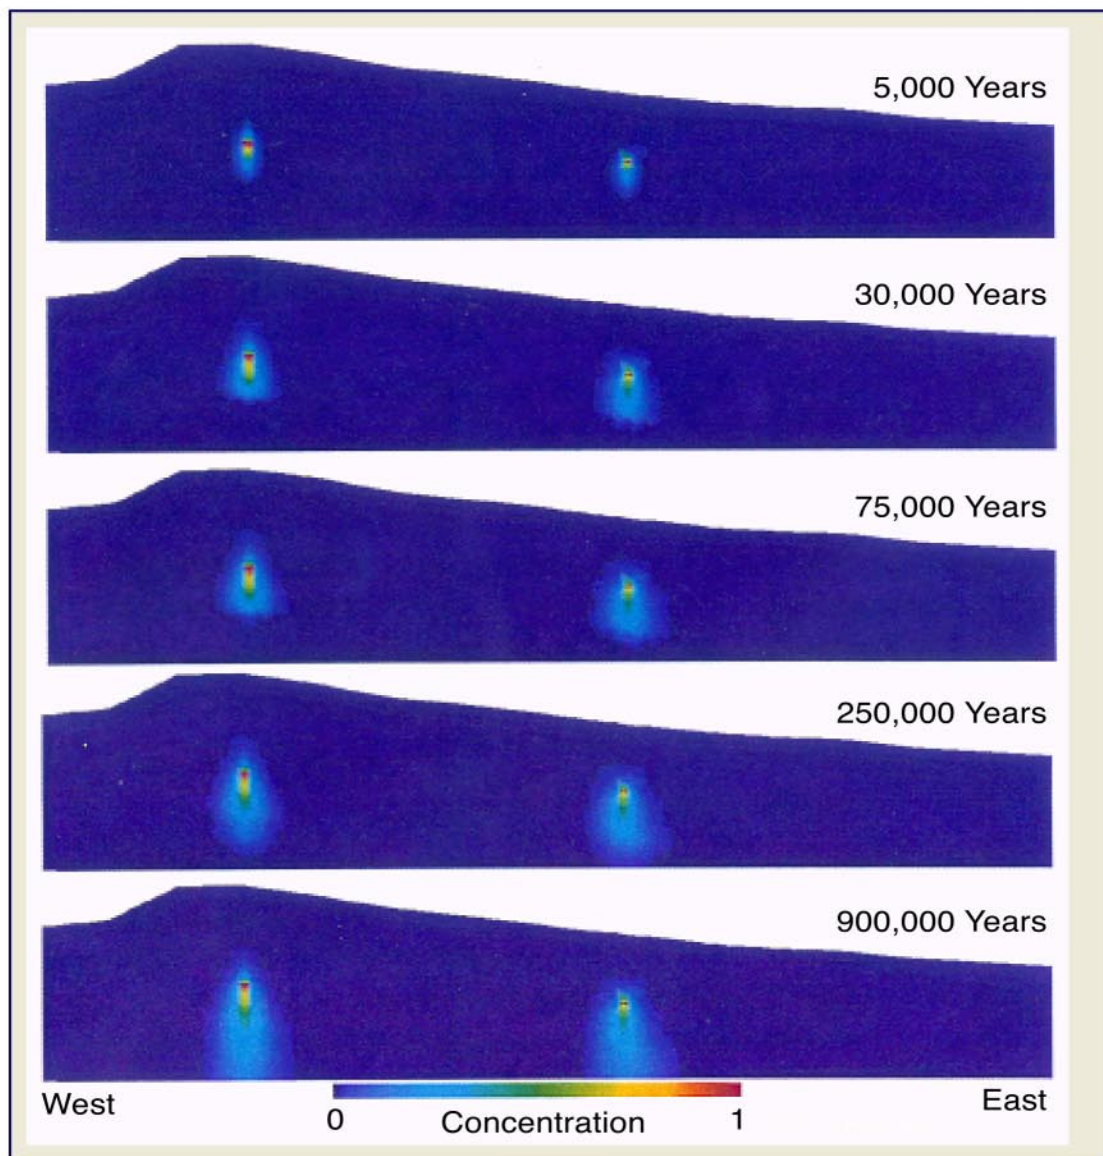 5,000 Years
30,000 Years
75,000 Years
250,000 Years
900,000 Years
West
East
0
Concentration
1